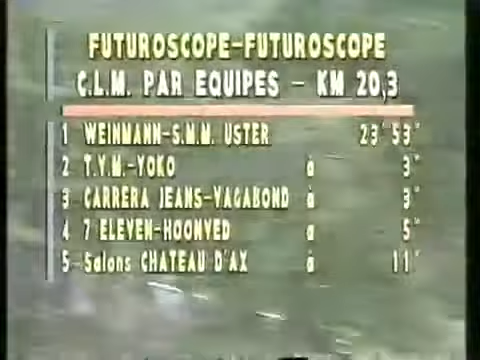 FUTUROSCOPE-FUTUROSCOPE
C.L.M. PAR EQUIPES - KM 20,3
1 WEINMANN-S.M.M. USTER 23'53"
2 T.V.M.-YOKO à 3"
3 CARRERA JEANS-VAGABOND à 3"
4 7 ELEVEN-HOONVED à 5"
5 Salons CHATEAU D'AX à 11"